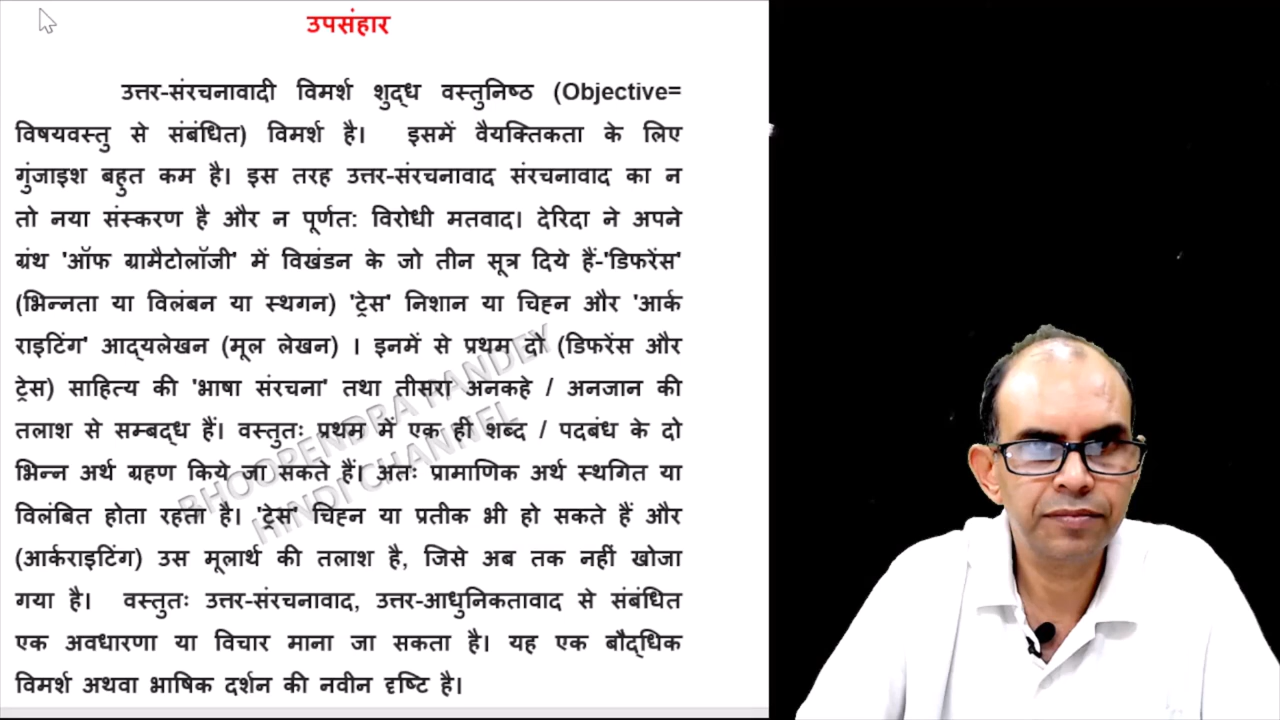 उपसंहार
उत्तर-संरचनावादी विमर्श शुद्ध वस्तुनिष्ठ (Objective=
विषयवस्तु से संबंधित) विमर्श है। इसमें वैयक्तिकता के लिए
गुंजाइश बहुत कम है। इस तरह उत्तर-संरचनावाद संरचनावाद का न
तो नया संस्करण है और न पूर्णत: विरोधी मतवाद। देरिदा ने अपने
ग्रंथ 'ऑफ ग्रामैटोलॉजी' में विखंडन के जो तीन सूत्र दिये हैं-'डिफरेंस'
(भिन्नता या विलंबन या स्थगन) 'ट्रेस' निशान या चिह्न और 'आर्क
राइटिंग' आद्यलेखन (मूल लेखन) । इनमें से प्रथम दो (डिफरेंस और
ट्रेस) साहित्य की 'भाषा संरचना' तथा तीसरा अनकहे / अनजान की
तलाश से सम्बद्ध हैं। वस्तुतः प्रथम में एक ही शब्द / पदबंध के दो
भिन्न अर्थ ग्रहण किये जा सकते हैं। अतः प्रामाणिक अर्थ स्थगित या
विलंबित होता रहता है। 'ट्रेस' चिह्न या प्रतीक भी हो सकते हैं और
(आर्कराइटिंग) उस मूलार्थ की तलाश है, जिसे अब तक नहीं खोजा
गया है। वस्तुतः उत्तर-संरचनावाद, उत्तर-आधुनिकतावाद से संबंधित
एक अवधारणा या विचार माना जा सकता है। यह एक बौद्धिक
विमर्श अथवा भाषिक दर्शन की नवीन दृष्टि है।
BHOOPENDRA PANDEY
HINDI CHANNEL